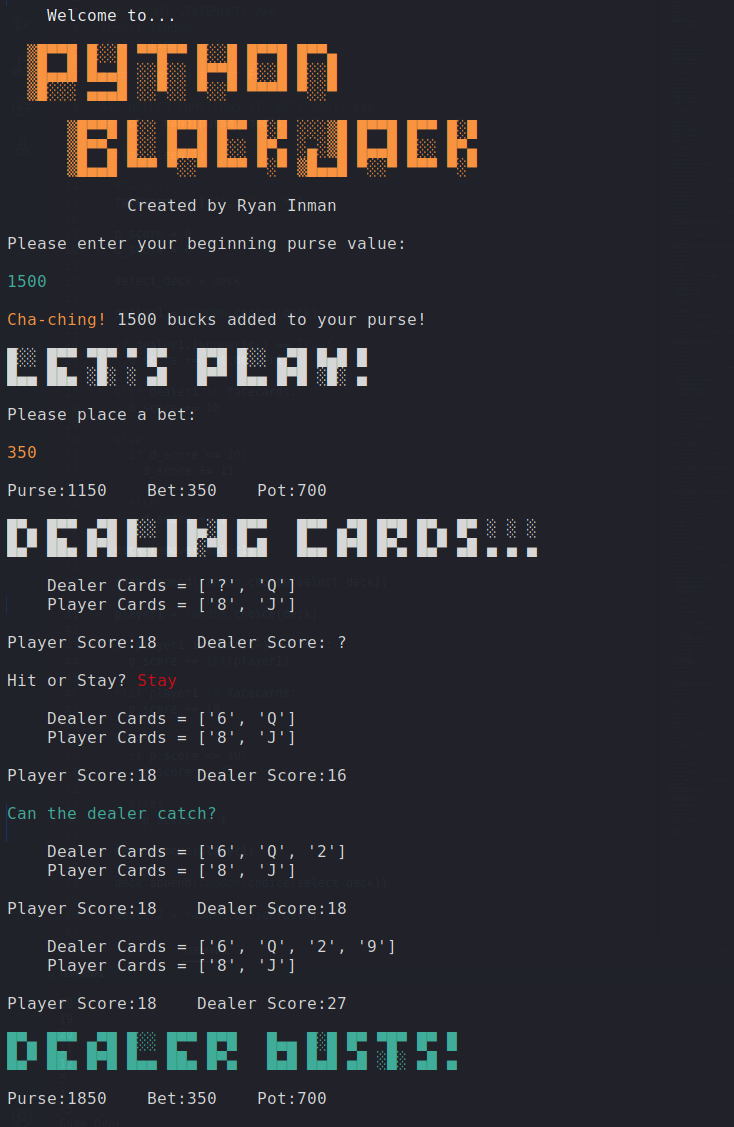 Welcome to...
PYTHON
BLACKJACK
Created by Ryan Inman
Please enter your beginning purse value:
1500
Cha-ching! 1500 bucks added to your purse!
LET'S PLAY!
Please place a bet:
350
Purse:1150    Bet:350    Pot:700
DEALING CARDS...
Dealer Cards = ['?', 'Q']
Player Cards = ['8', 'J']
Player Score:18    Dealer Score: ?
Hit or Stay? Stay
Dealer Cards = ['6', 'Q']
Player Cards = ['8', 'J']
Player Score:18    Dealer Score:16
Can the dealer catch?
Dealer Cards = ['6', 'Q', '2']
Player Cards = ['8', 'J']
Player Score:18    Dealer Score:18
Dealer Cards = ['6', 'Q', '2', '9']
Player Cards = ['8', 'J']
Player Score:18    Dealer Score:27
DEALER BUSTS!
Purse:1850    Bet:350    Pot:700